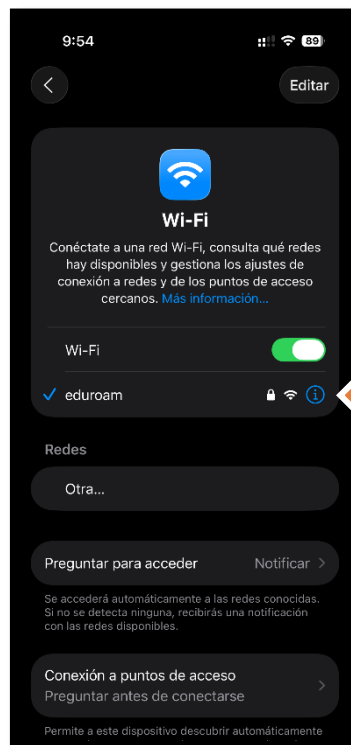 9:54
89
Editar
Wi-Fi
Conéctate a una red Wi-Fi, consulta qué redes
hay disponibles y gestiona los ajustes de
conexión a redes y de los puntos de acceso
cercanos. Más información...
Wi-Fi
eduroam
Redes
Otra...
Preguntar para acceder Notificar
Se accederá automáticamente a las redes conocidas.
Si no se detecta ninguna, recibirás una notificación
con las redes disponibles.
Conexión a puntos de acceso
Preguntar antes de conectarse
Permite a este dispositivo descubrir automáticamente